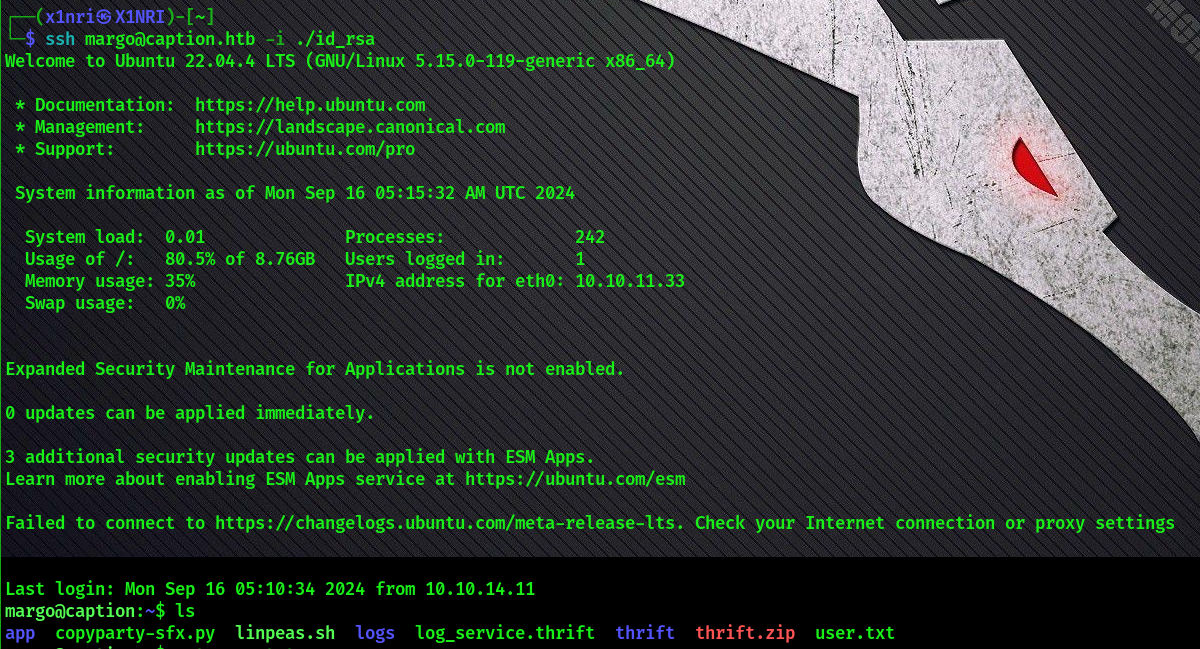 ┌──(x1nri㉿X1NRI)-[~]
└─$ ssh margo@caption.htb -i ./id_rsa
Welcome to Ubuntu 22.04.4 LTS (GNU/Linux 5.15.0-119-generic x86_64)
* Documentation:  https://help.ubuntu.com
* Management:     https://landscape.canonical.com
* Support:        https://ubuntu.com/pro
System information as of Mon Sep 16 05:15:32 AM UTC 2024
System load:  0.01              Processes:             242
Usage of /:   80.5% of 8.76GB   Users logged in:       1
Memory usage: 35%               IPv4 address for eth0: 10.10.11.33
Swap usage:   0%
Expanded Security Maintenance for Applications is not enabled.
0 updates can be applied immediately.
3 additional security updates can be applied with ESM Apps.
Learn more about enabling ESM Apps service at https://ubuntu.com/esm
Failed to connect to https://changelogs.ubuntu.com/meta-release-lts. Check your Internet connection or proxy settings
Last login: Mon Sep 16 05:10:34 2024 from 10.10.14.11
margo@caption:~$ ls
app  copyparty-sfx.py  linpeas.sh  logs  log_service.thrift  thrift  thrift.zip  user.txt